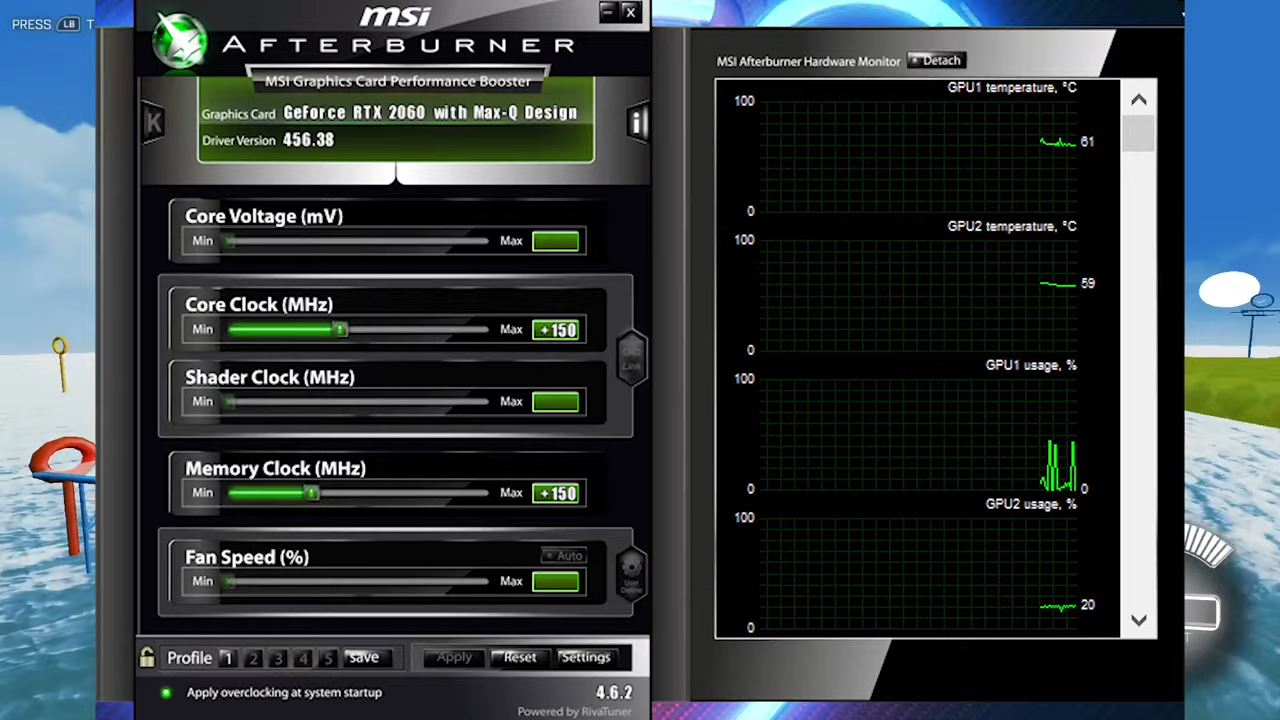 PRESS LB T
msi
AFTERBURNER
MSI Graphics Card Performance Booster
K
Graphics Card GeForce RTX 2060 with Max-Q Design
i
Driver Version 456.38
Core Voltage (mV)
Min Max
Core Clock (MHz)
Min Max +150
Link
Shader Clock (MHz)
Min Max
Memory Clock (MHz)
Min Max +150
Fan Speed (%)
Auto
Min Max
User Define
Profile 1 2 3 4 5 save
Apply Reset Settings
Apply overclocking at system startup
4.6.2
Powered by RivaTuner
MSI Afterburner Hardware Monitor Detach
GPU1 temperature, °C
100
61
0
GPU2 temperature, °C
100
59
0
GPU1 usage, %
100
0 0
GPU2 usage, %
100
20
0